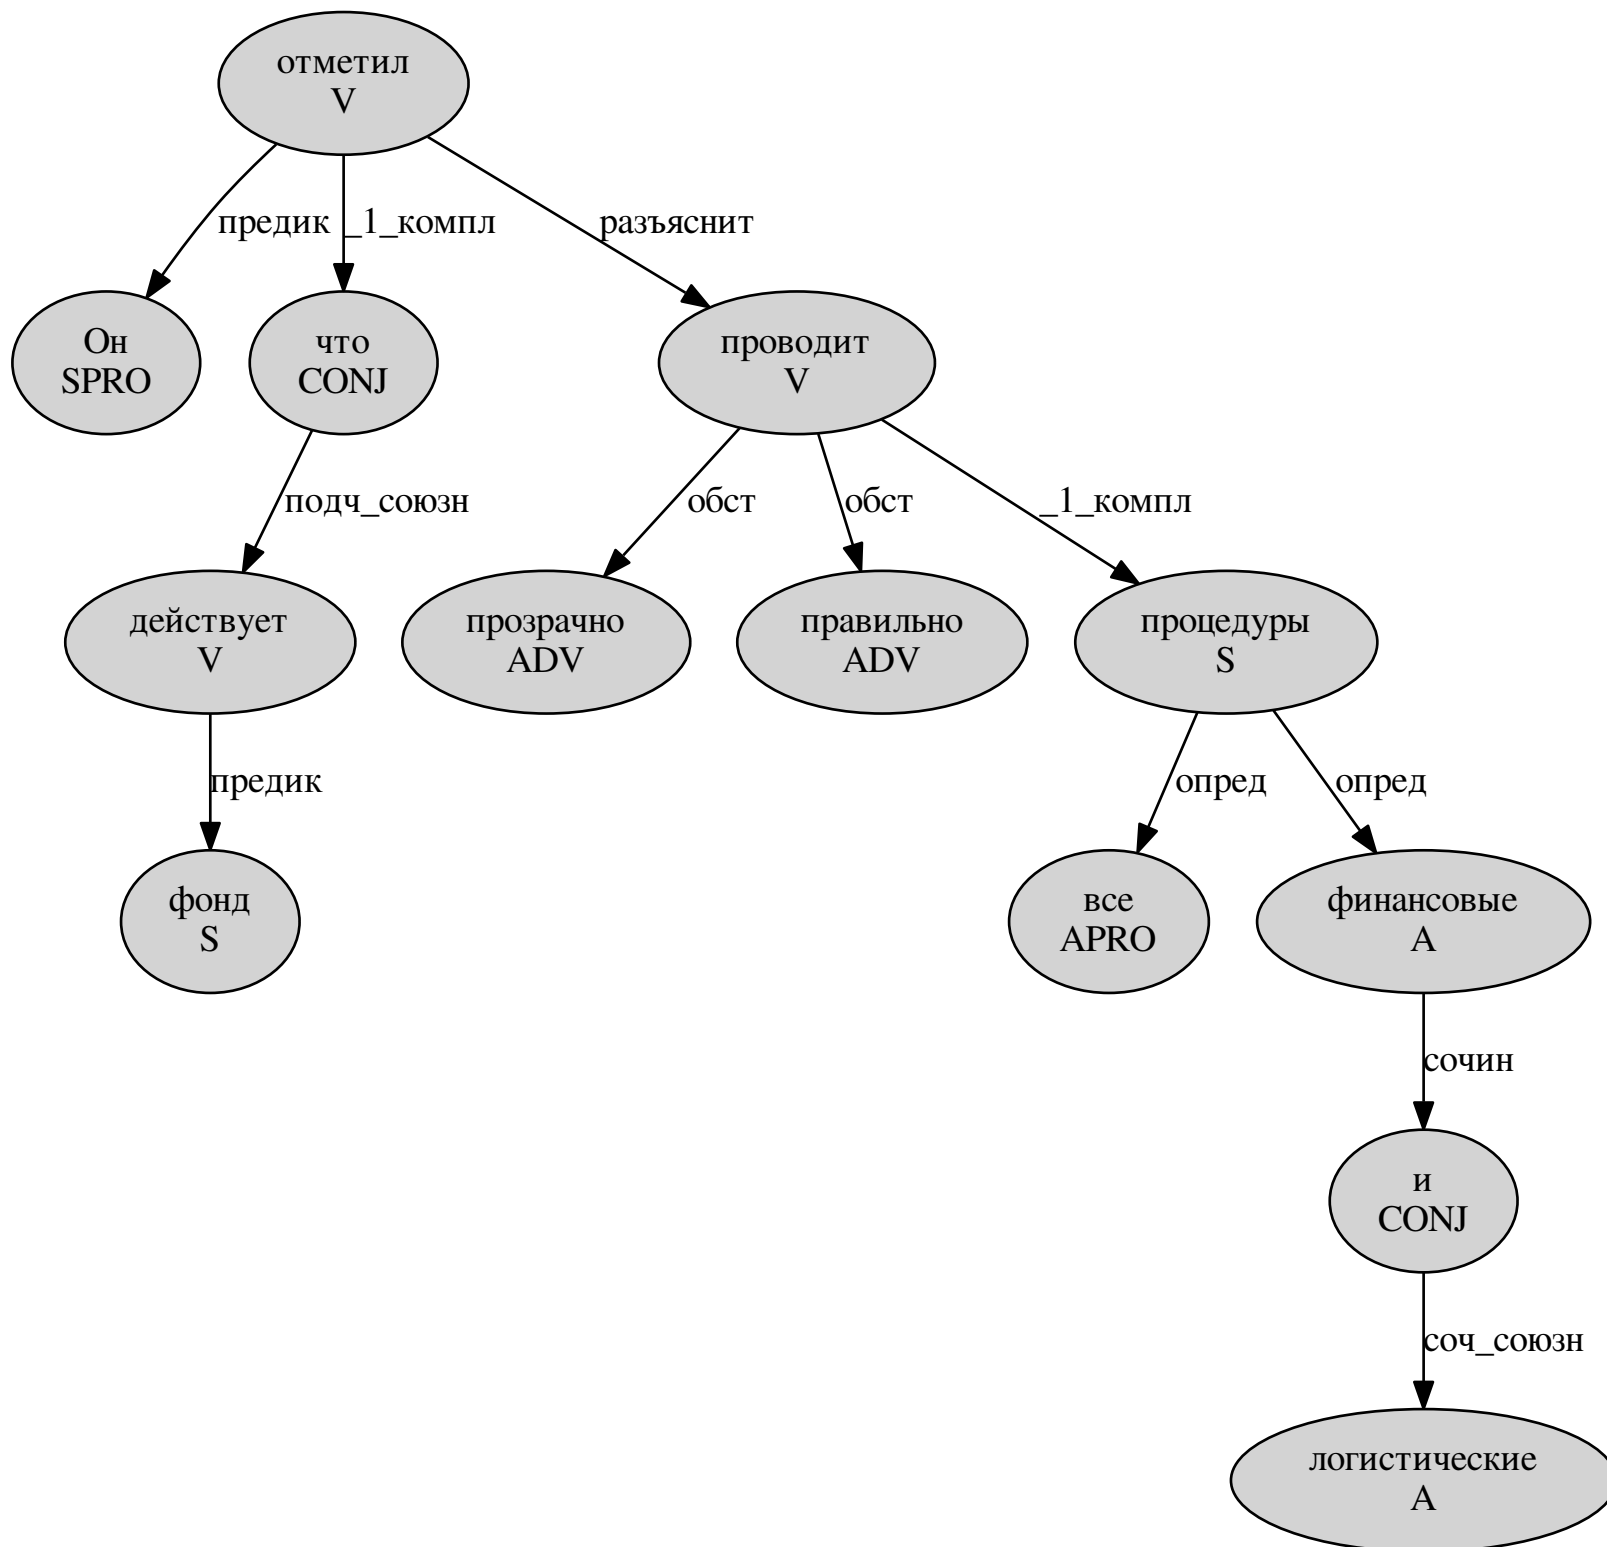 отметил
V
предик
_1_компл
разъяснит
Он
SPRO
что
CONJ
проводит
V
подч_союзн
обст
обст
_1_компл
действует
V
прозрачно
ADV
правильно
ADV
процедуры
S
предик
опред
опред
фонд
S
все
APRO
финансовые
A
сочин
и
CONJ
соч_союзн
логистические
A